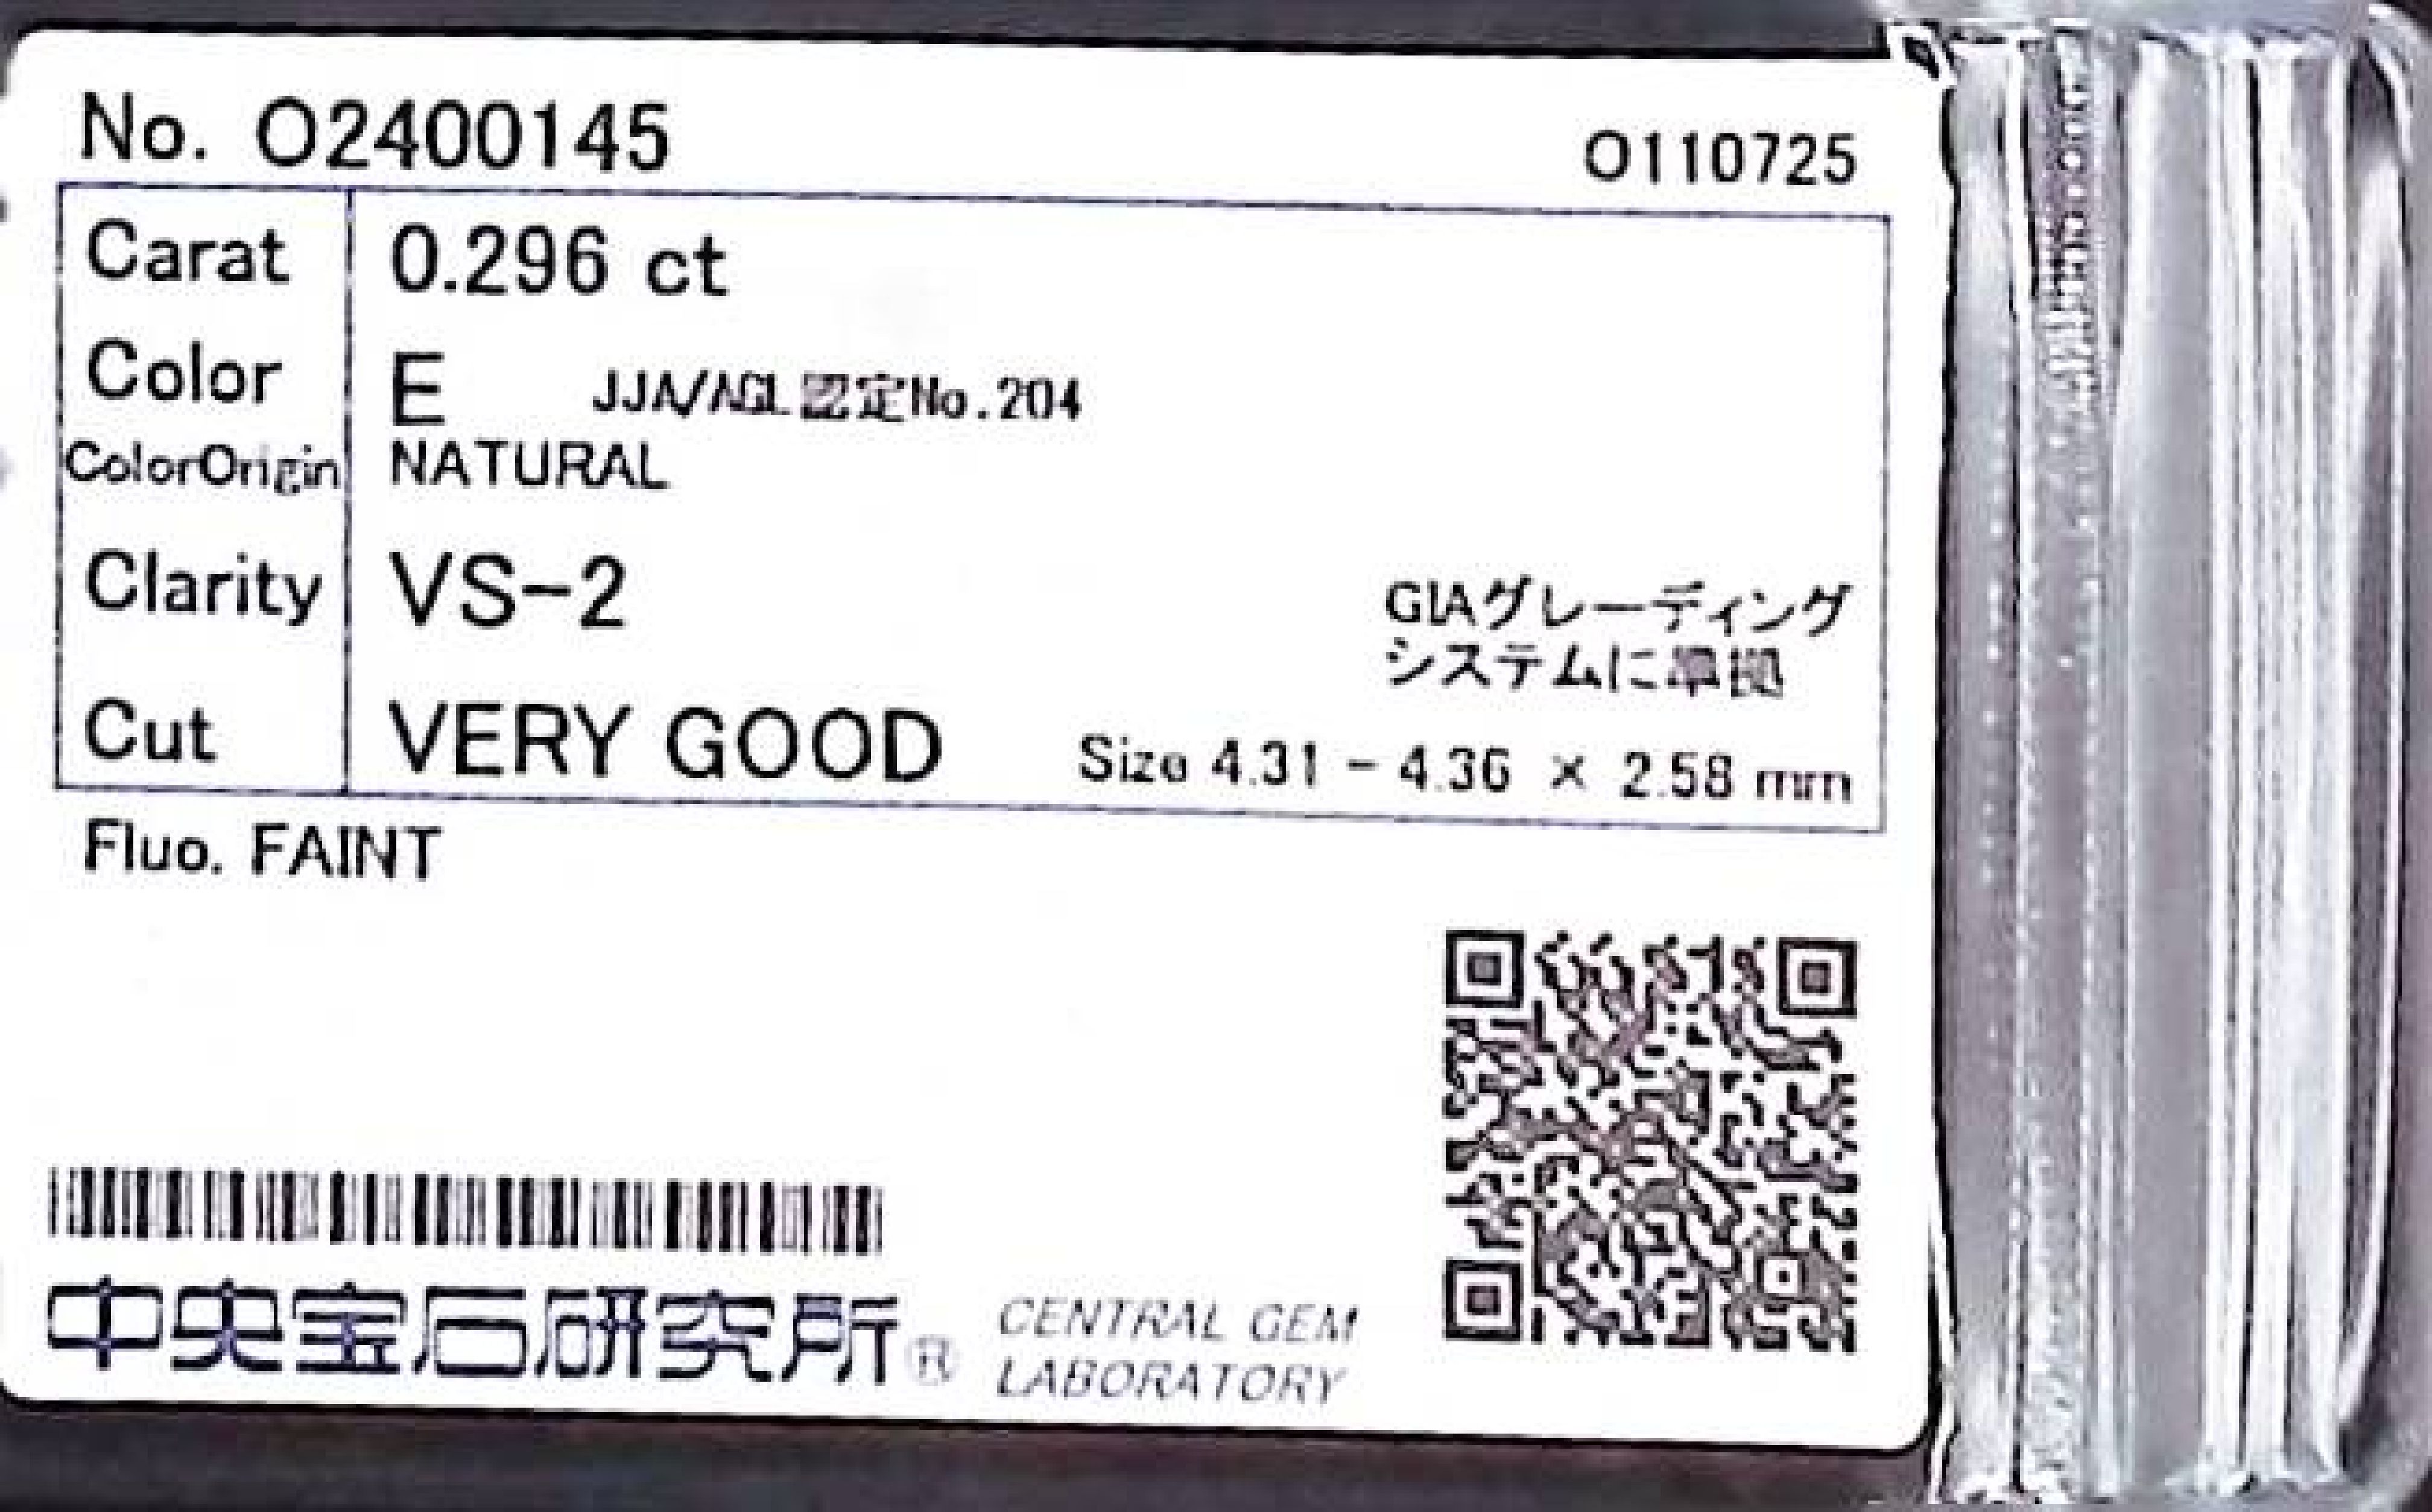 No. O2400145
O110725
Carat 0.296 ct
Color E JJA/AGL認定No.204
ColorOrigin NATURAL
Clarity VS-2
GIAグレーディング
システムに準拠
Cut VERY GOOD Size 4.31 - 4.36 × 2.58 mm
Fluo. FAINT
中央宝石研究所® CENTRAL GEM
LABORATORY